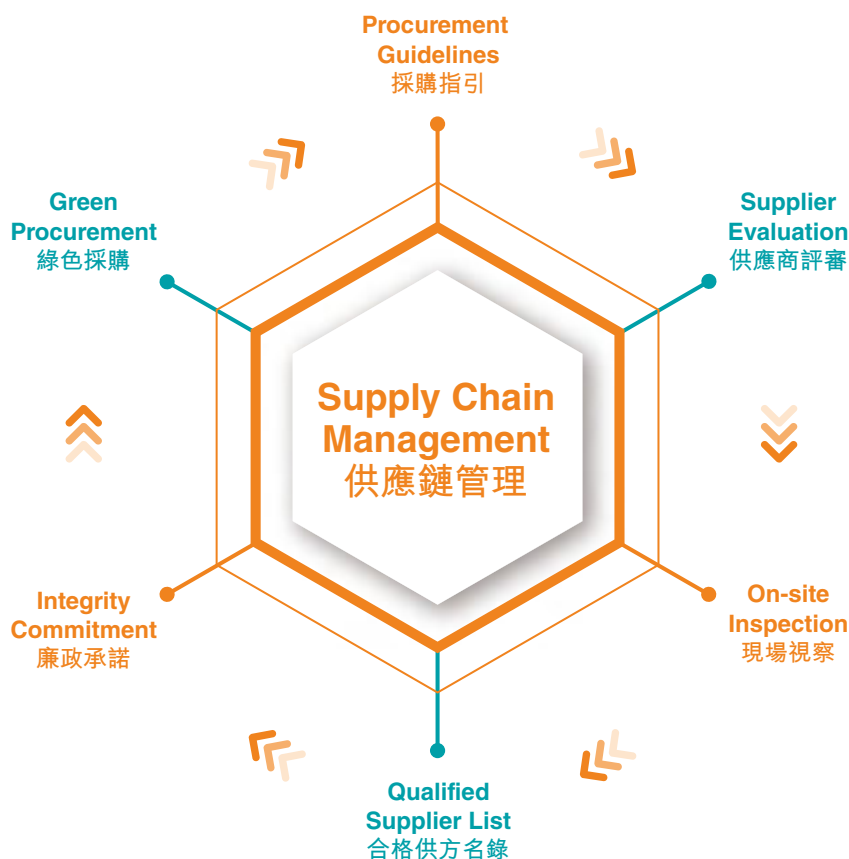 Procurement
Guidelines
採購指引
Green
Procurement
綠色採購
Supplier
Evaluation
供應商評審
Supply Chain
Management
供應鏈管理
Integrity
Commitment
廉政承諾
On-site
Inspection
現場視察
Qualified
Supplier List
合格供方名錄